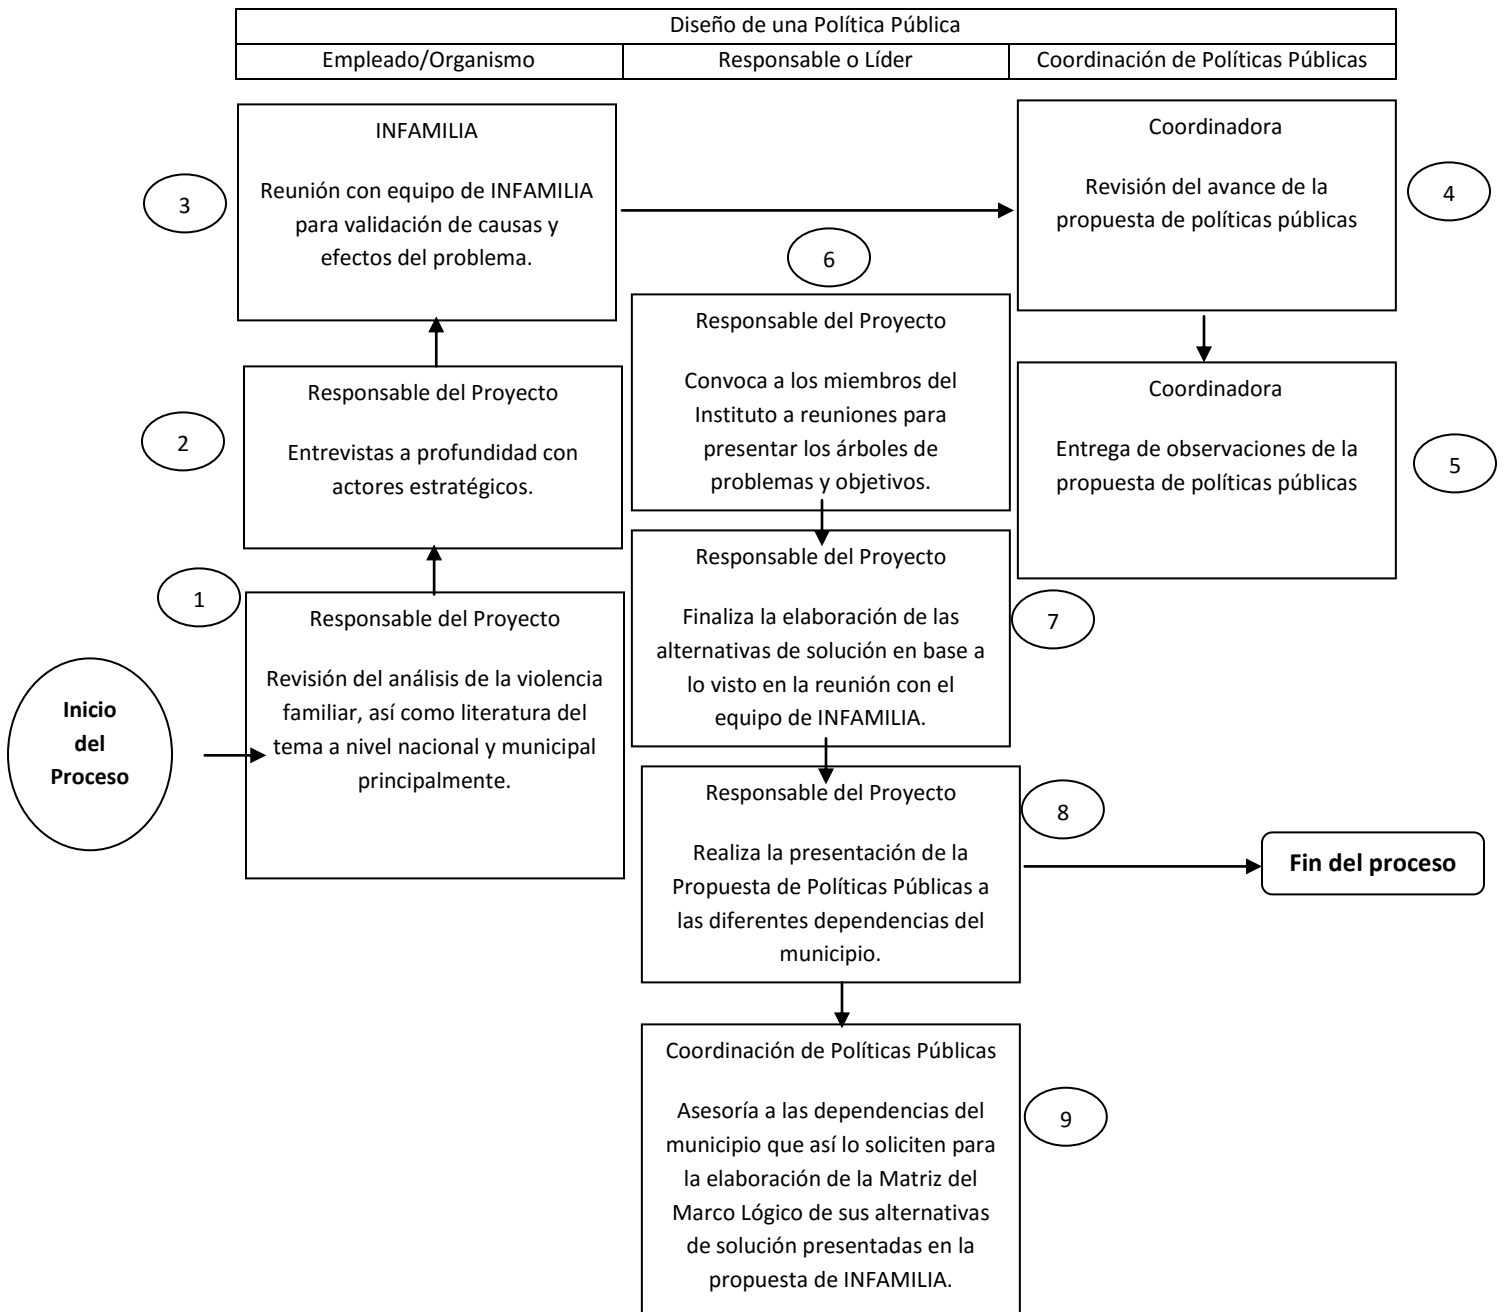 Diseño de una Política Pública
Empleado/Organismo
Responsable o Líder
Coordinación de Políticas Públicas
3
INFAMILIA
Reunión con equipo de INFAMILIA
para validación de causas y
efectos del problema.
Coordinadora
Revisión del avance de la
propuesta de políticas públicas
4
6
2
Responsable del Proyecto
Entrevistas a profundidad con
actores estratégicos.
Responsable del Proyecto
Convoca a los miembros del
Instituto a reuniones para
presentar los árboles de
problemas y objetivos.
Coordinadora
Entrega de observaciones de la
propuesta de políticas públicas
5
1
Inicio
del
Proceso
Responsable del Proyecto
Revisión del análisis de la violencia
familiar, así como literatura del
tema a nivel nacional y municipal
principalmente.
Responsable del Proyecto
Finaliza la elaboración de las
alternativas de solución en base a
lo visto en la reunión con el
equipo de INFAMILIA.
7
Responsable del Proyecto
Realiza la presentación de la
Propuesta de Políticas Públicas a
las diferentes dependencias del
municipio.
8
Fin del proceso
Coordinación de Políticas Públicas
Asesoría a las dependencias del
municipio que así lo soliciten para
la elaboración de la Matriz del
Marco Lógico de sus alternativas
de solución presentadas en la
propuesta de INFAMILIA.
9